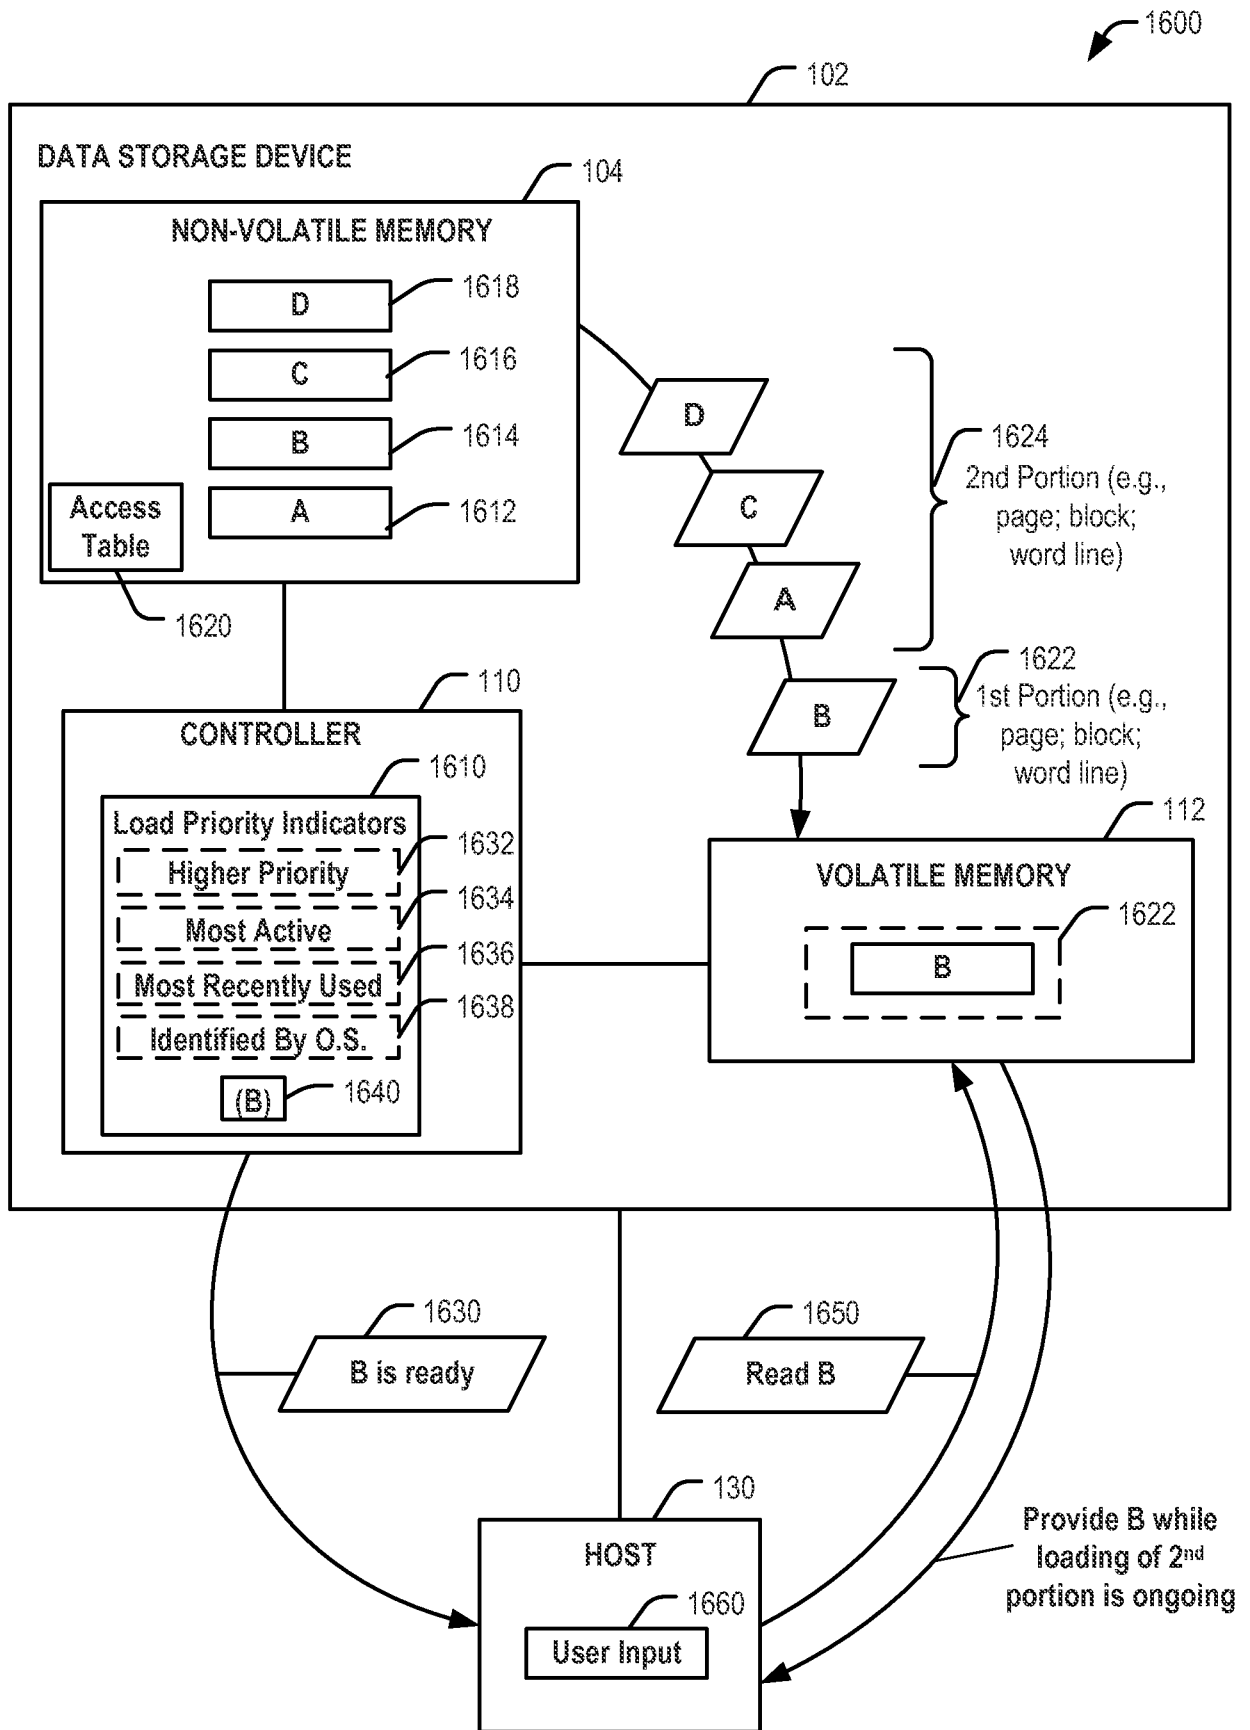 1600
102
DATA STORAGE DEVICE
104
NON-VOLATILE MEMORY
D
1618
C
1616
B
1614
A
1612
Access
Table
1620
D
C
A
B
1624
2nd Portion (e.g.,
page; block;
word line)
1622
1st Portion (e.g.,
page; block;
word line)
110
CONTROLLER
1610
Load Priority Indicators
1632
Higher Priority
1634
Most Active
1636
Most Recently Used
1638
Identified By O.S.
(B)
1640
112
VOLATILE MEMORY
1622
B
1630
B is ready
1650
Read B
130
HOST
1660
User Input
Provide B while
loading of 2nd
portion is ongoing